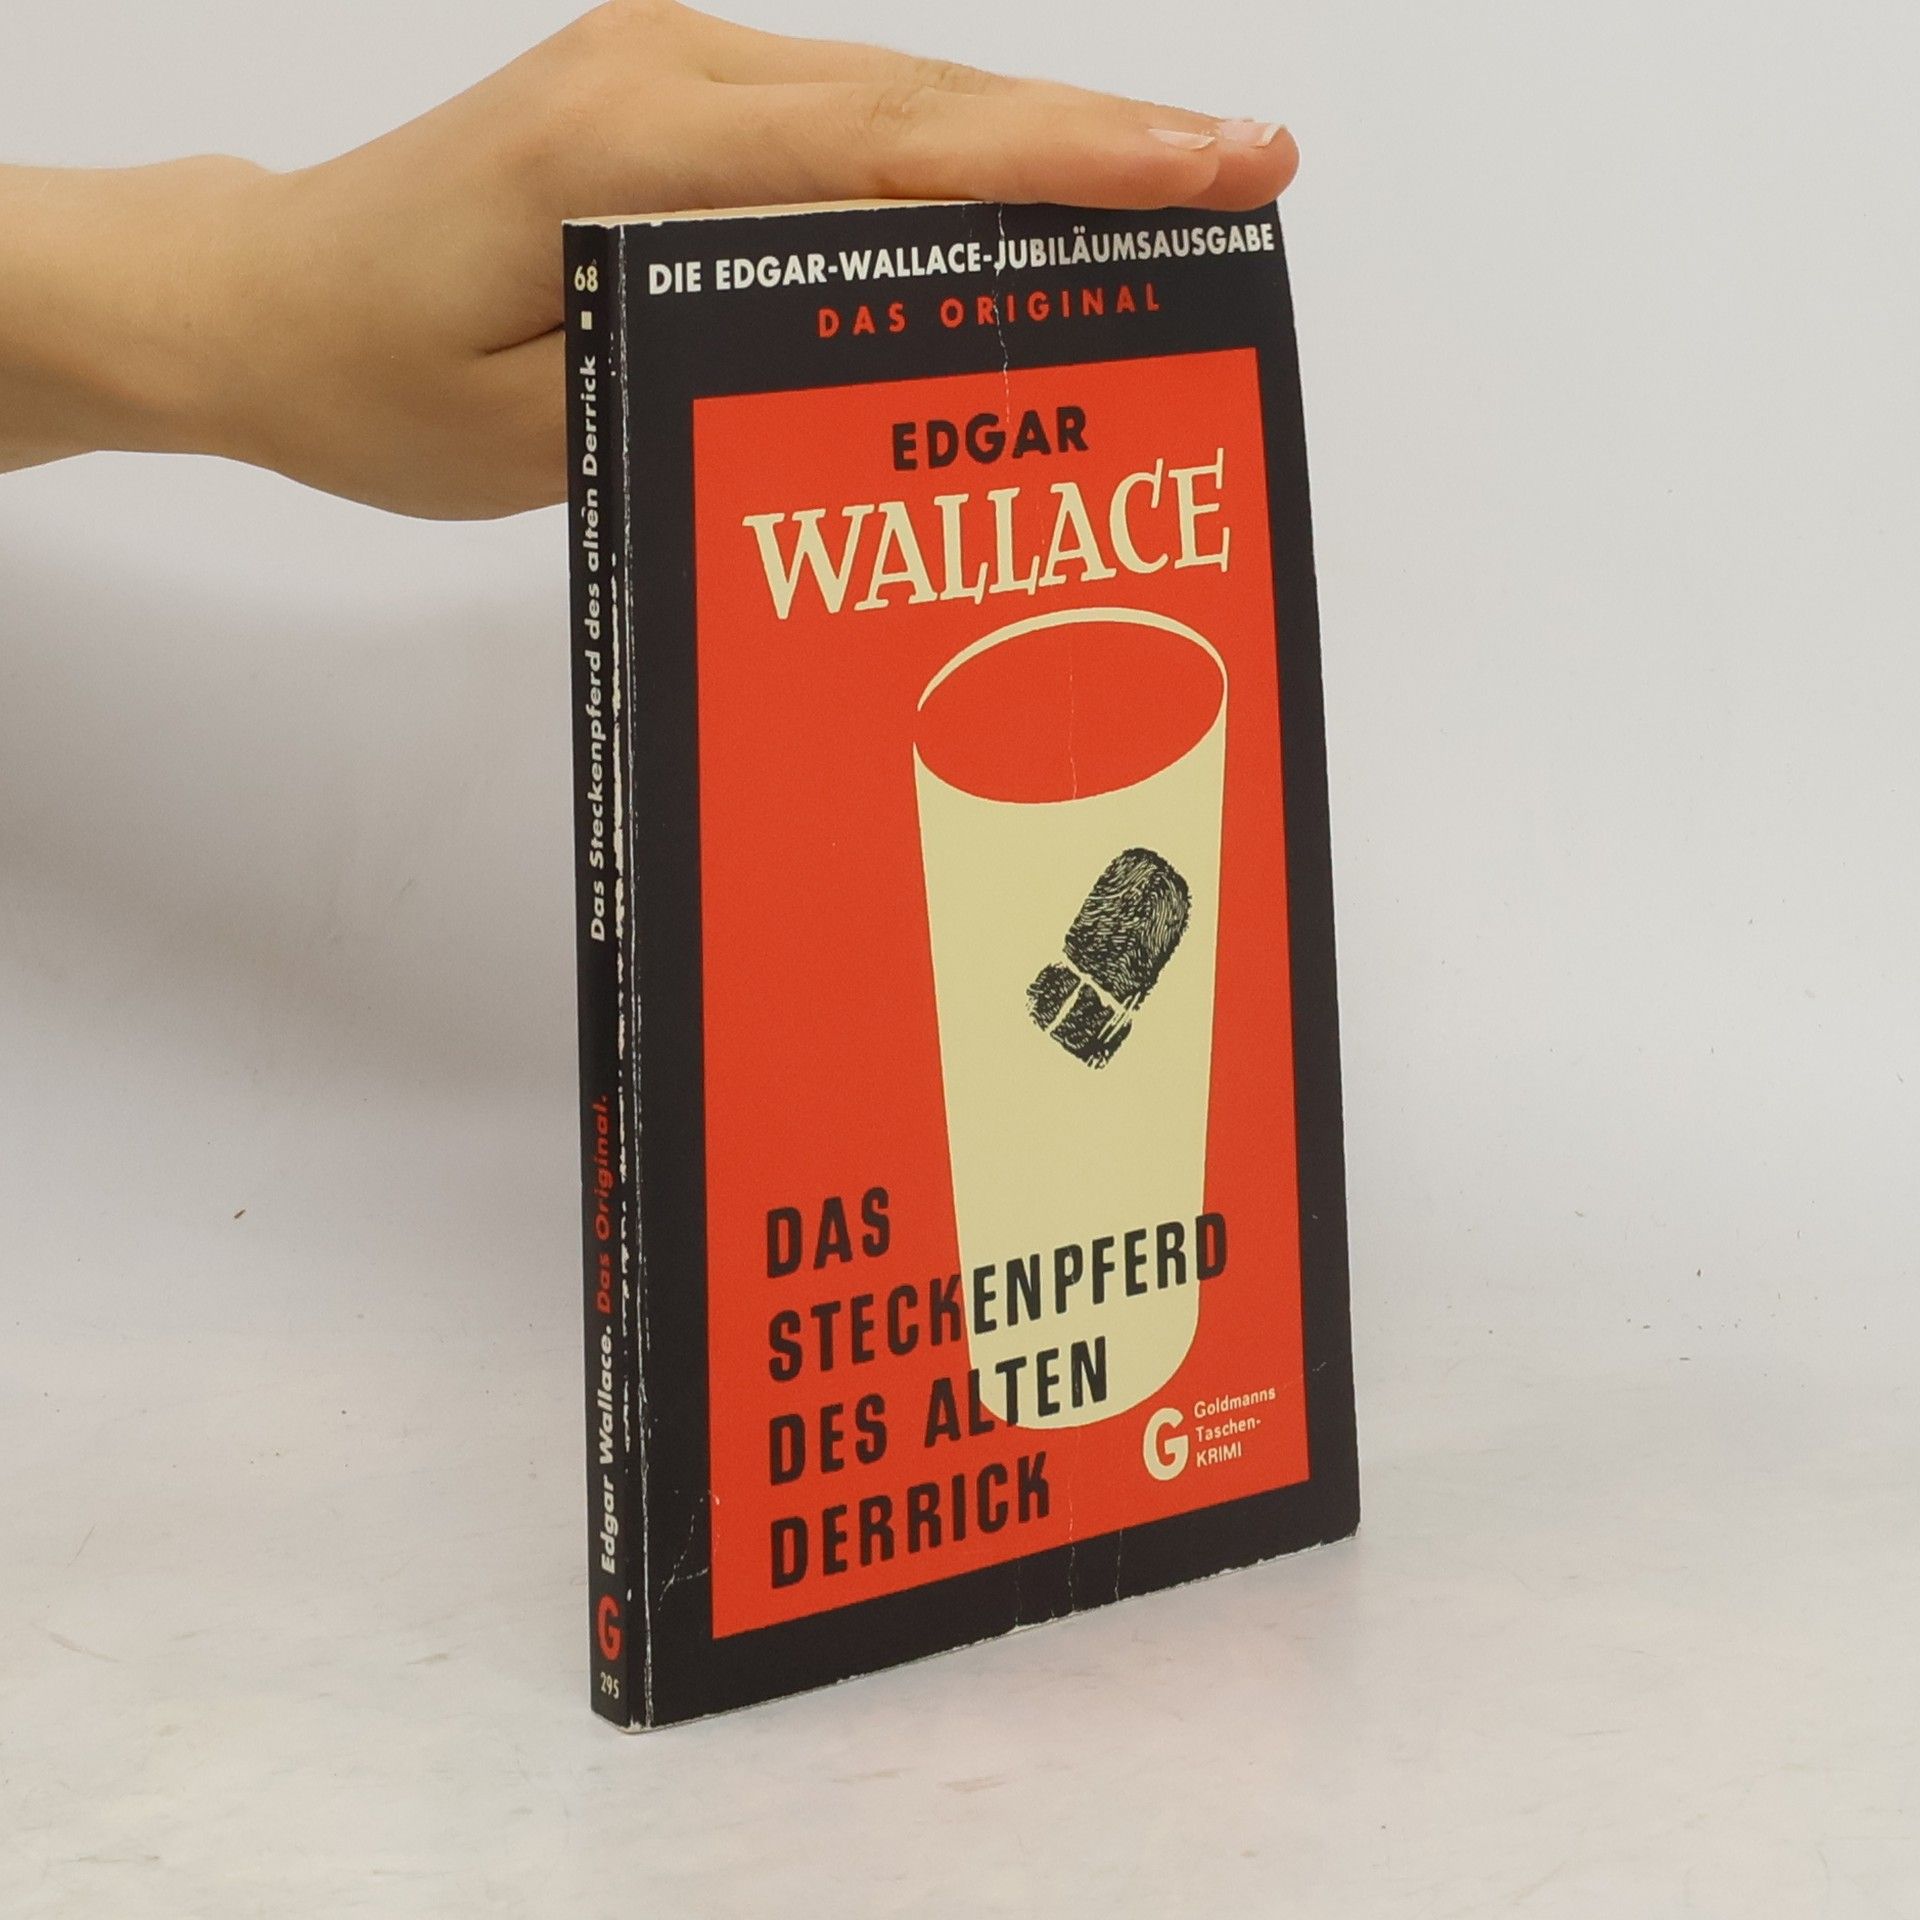 DIE EDGAR-WALLACE-JUBILÄUMSAUSGABE
DAS ORIGINAL
EDGAR
WALLACE
DAS
STECKENPFERD
DES ALTEN
DERRICK
G
Goldmanns
Taschen-
KRIMI
68 ■ Das Steckenpferd des alten Derrick
Edgar Wallace. Das Original.
G
295